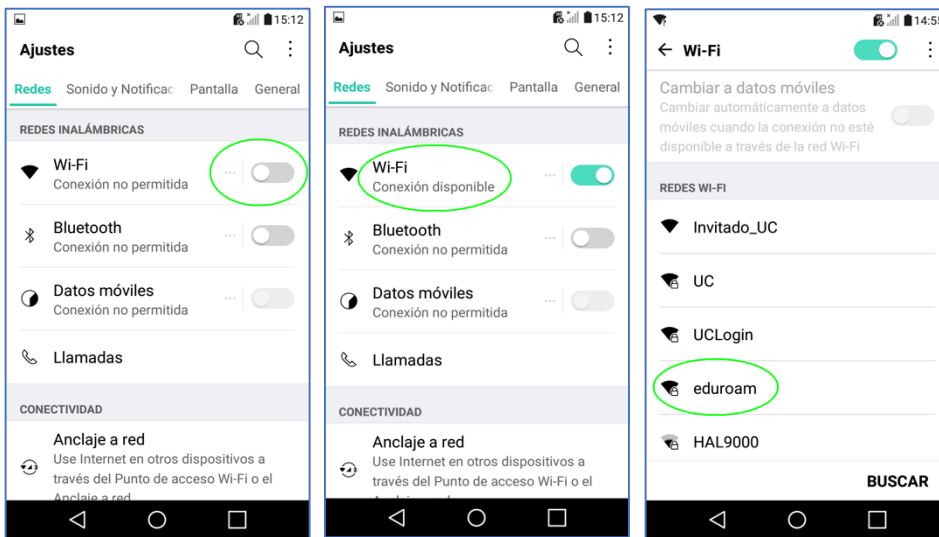 15:12
Ajustes
Redes Sonido y Notificac Pantalla General
REDES INALÁMBRICAS
Wi-Fi
Conexión no permitida
Bluetooth
Conexión no permitida
Datos móviles
Conexión no permitida
Llamadas
CONECTIVIDAD
Anclaje a red
Use Internet en otros dispositivos a
través del Punto de acceso Wi-Fi o el
Anclaje a red
15:12
Ajustes
Redes Sonido y Notificac Pantalla General
REDES INALÁMBRICAS
Wi-Fi
Conexión disponible
Bluetooth
Conexión no permitida
Datos móviles
Conexión no permitida
Llamadas
CONECTIVIDAD
Anclaje a red
Use Internet en otros dispositivos a
través del Punto de acceso Wi-Fi o el
14:55
Wi-Fi
Cambiar a datos móviles
Cambiar automáticamente a datos
móviles cuando la conexión no esté
disponible a través de la red Wi-Fi
REDES WI-FI
Invitado_UC
UC
UCLogin
eduroam
HAL9000
BUSCAR